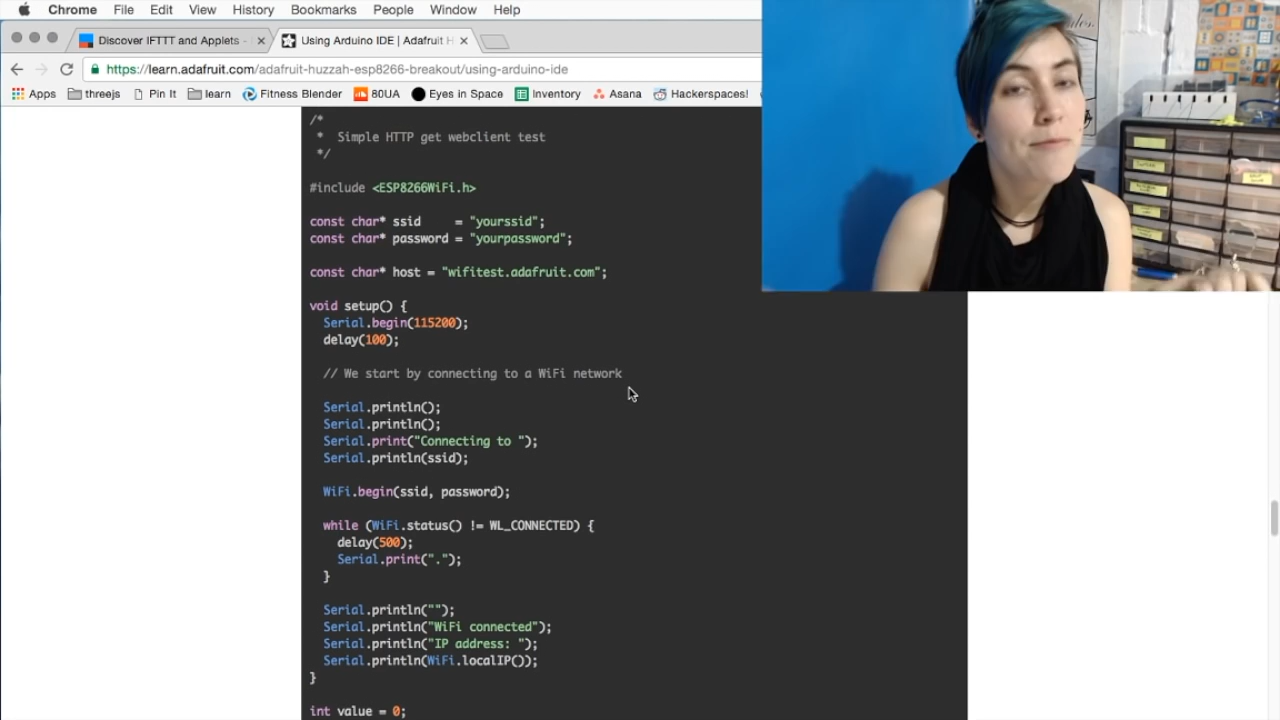 Chrome File Edit View History Bookmarks People Window Help
Discover IFTTT and Applets - Using Arduino IDE | Adafruit H
https://learn.adafruit.com/adafruit-huzzah-esp8266-breakout/using-arduino-ide
Apps threejs Pin It learn Fitness Blender 80UA Eyes in Space Inventory Asana Hackerspaces!
/*
* Simple HTTP get webclient test
*/
#include <ESP8266WiFi.h>
const char* ssid = "yourssid";
const char* password = "yourpassword";
const char* host = "wifitest.adafruit.com";
void setup() {
Serial.begin(115200);
delay(100);
// We start by connecting to a WiFi network
Serial.println();
Serial.println();
Serial.print("Connecting to ");
Serial.println(ssid);
WiFi.begin(ssid, password);
while (WiFi.status() != WL_CONNECTED) {
delay(500);
Serial.print(".");
}
Serial.println("");
Serial.println("WiFi connected");
Serial.println("IP address: ");
Serial.println(WiFi.localIP());
}
int value = 0;